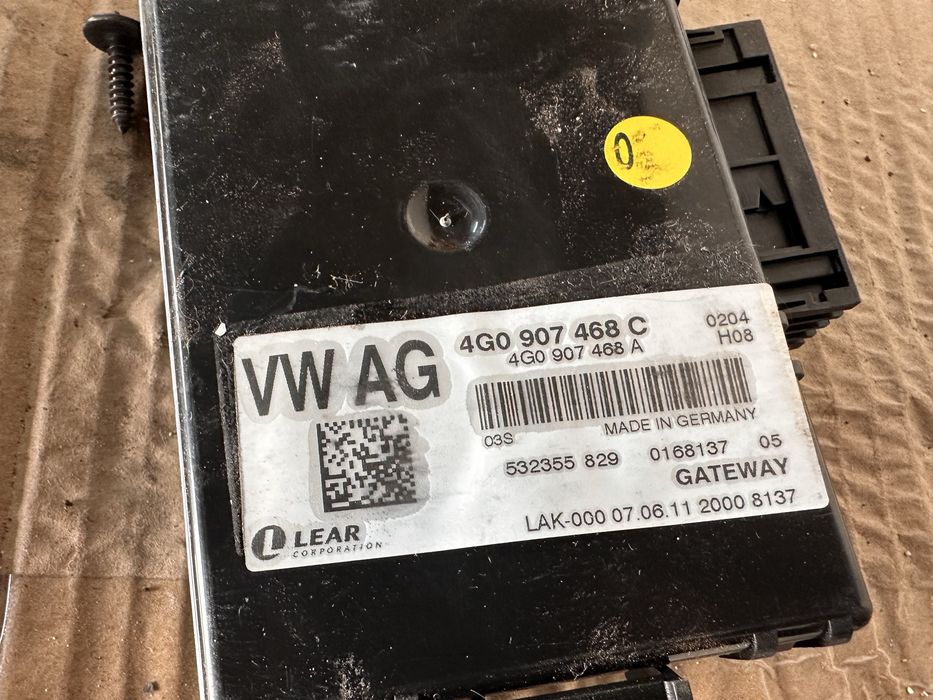 0
VW AG
4G0 907 468 C
4G0 907 468 A
0204
H08
03S
MADE IN GERMANY
532355 829 0168137 05
GATEWAY
LAK-000 07.06.11 2000 8137
LEAR
CORPORATION